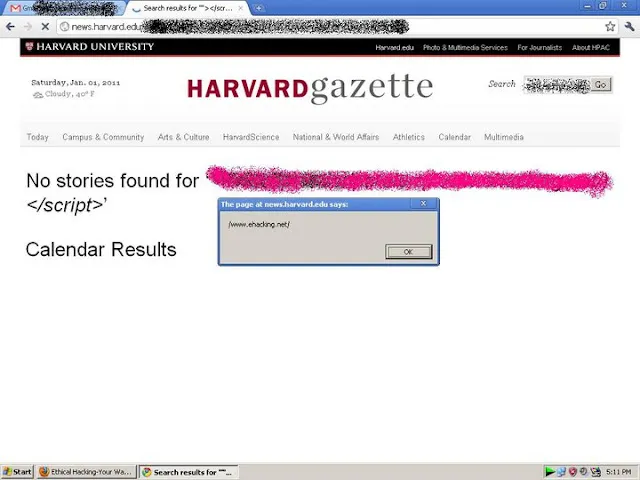 Gm
Search results for '"'></scr...
news.harvard.edu
HARVARD UNIVERSITY
Harvard.edu Photo & Multimedia Services For Journalists About HPAC
Saturday, Jan. 01, 2011
Cloudy, 40° F
HARVARDgazette
Search Go
Today Campus & Community Arts & Culture HarvardScience National & World Affairs Athletics Calendar Multimedia
No stories found for
</script>'
The page at news.harvard.edu says:
/www.ehacking.net/
OK
Calendar Results
Start Ethical Hacking-Your Wa... Search results for '"'... 5:11 PM